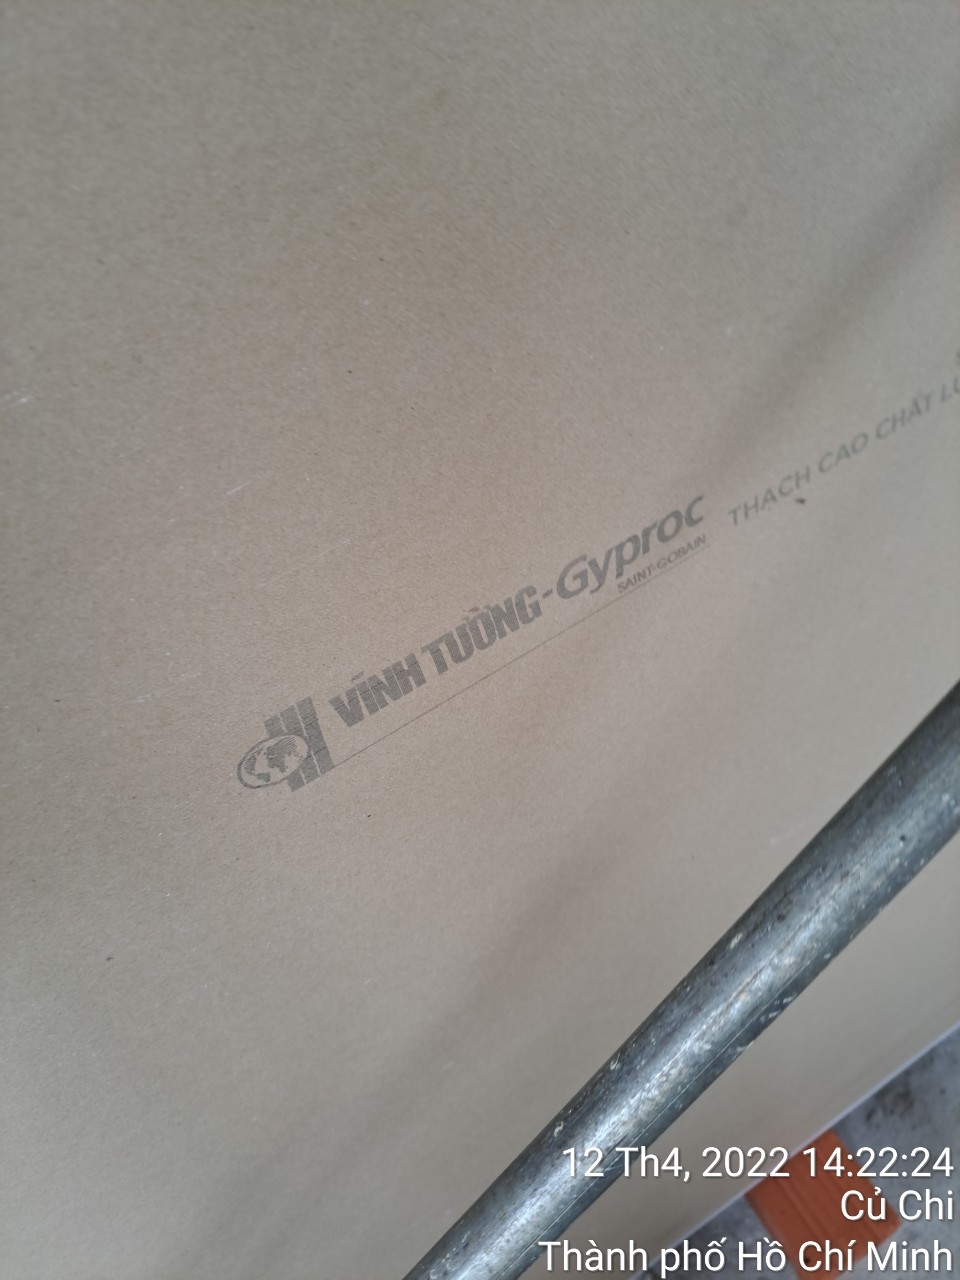 VĨNH TƯỜNG-Gyproc
SAINT-GOBAIN
THẠCH CAO CHẤT
12 Th4, 2022 14:22:24
Củ Chi
Thành phố Hồ Chí Minh